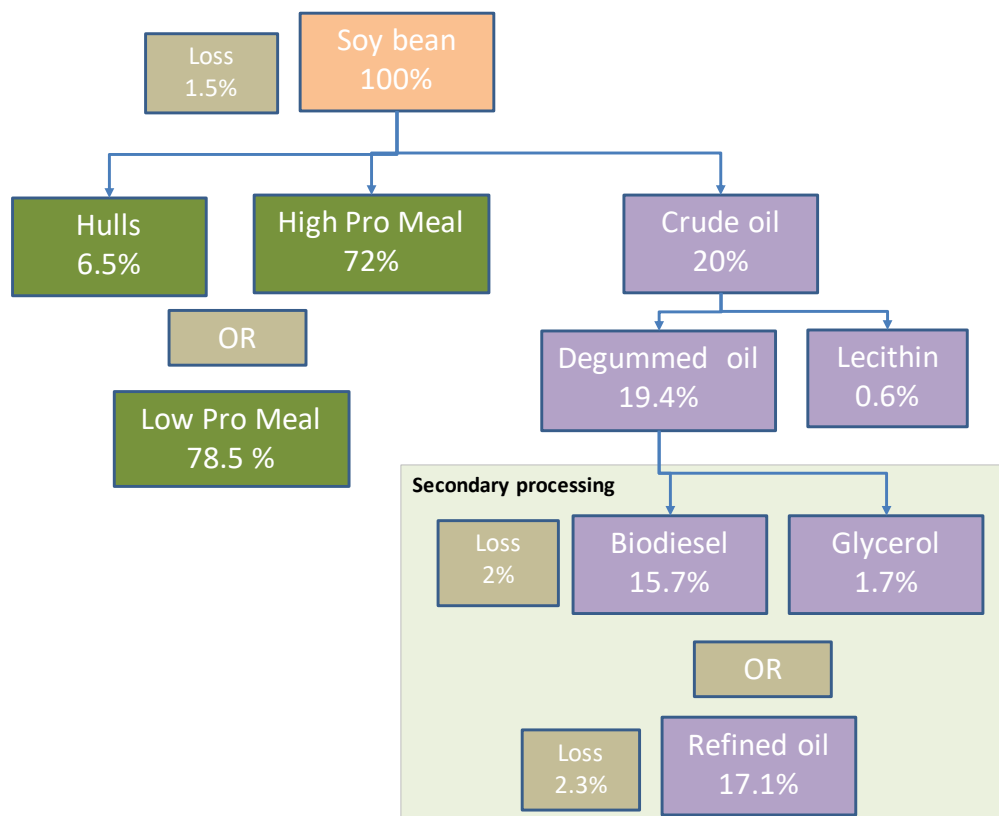 Loss
1.5%
Soy bean
100%
Hulls
6.5%
High Pro Meal
72%
Crude oil
20%
OR
Low Pro Meal
78.5 %
Degummed oil
19.4%
Lecithin
0.6%
Secondary processing
Loss
2%
Biodiesel
15.7%
Glycerol
1.7%
OR
Loss
2.3%
Refined oil
17.1%